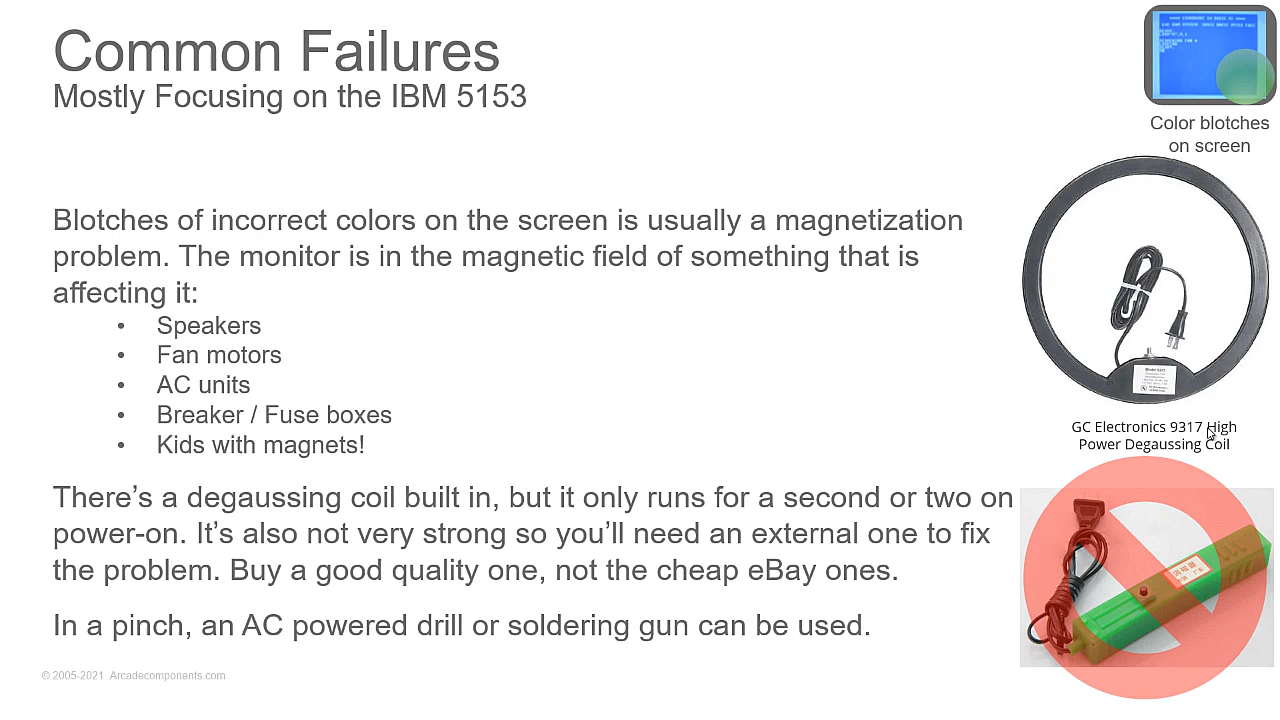 Common Failures
Mostly Focusing on the IBM 5153
Color blotches
on screen
Blotches of incorrect colors on the screen is usually a magnetization
problem. The monitor is in the magnetic field of something that is
affecting it:
• Speakers
• Fan motors
• AC units
• Breaker / Fuse boxes
• Kids with magnets!
GC Electronics 9317 High
Power Degaussing Coil
There’s a degaussing coil built in, but it only runs for a second or two on
power-on. It’s also not very strong so you’ll need an external one to fix
the problem. Buy a good quality one, not the cheap eBay ones.
In a pinch, an AC powered drill or soldering gun can be used.
© 2005-2021 Arcadecomponents.com